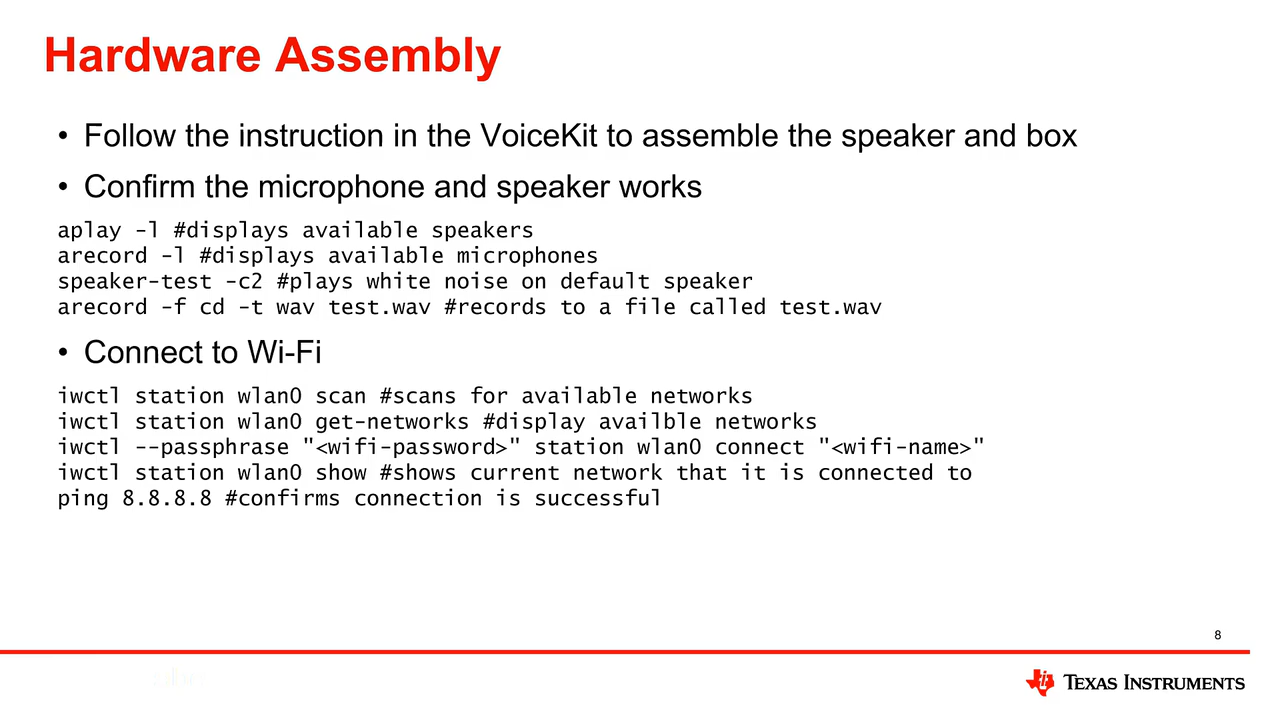 Hardware Assembly
• Follow the instruction in the VoiceKit to assemble the speaker and box
• Confirm the microphone and speaker works
aplay -l #displays available speakers
arecord -l #displays available microphones
speaker-test -c2 #plays white noise on default speaker
arecord -f cd -t wav test.wav #records to a file called test.wav
• Connect to Wi-Fi
iwctl station wlan0 scan #scans for available networks
iwctl station wlan0 get-networks #display availble networks
iwctl --passphrase "<wifi-password>" station wlan0 connect "<wifi-name>"
iwctl station wlan0 show #shows current network that it is connected to
ping 8.8.8.8 #confirms connection is successful
8
TEXAS INSTRUMENTS